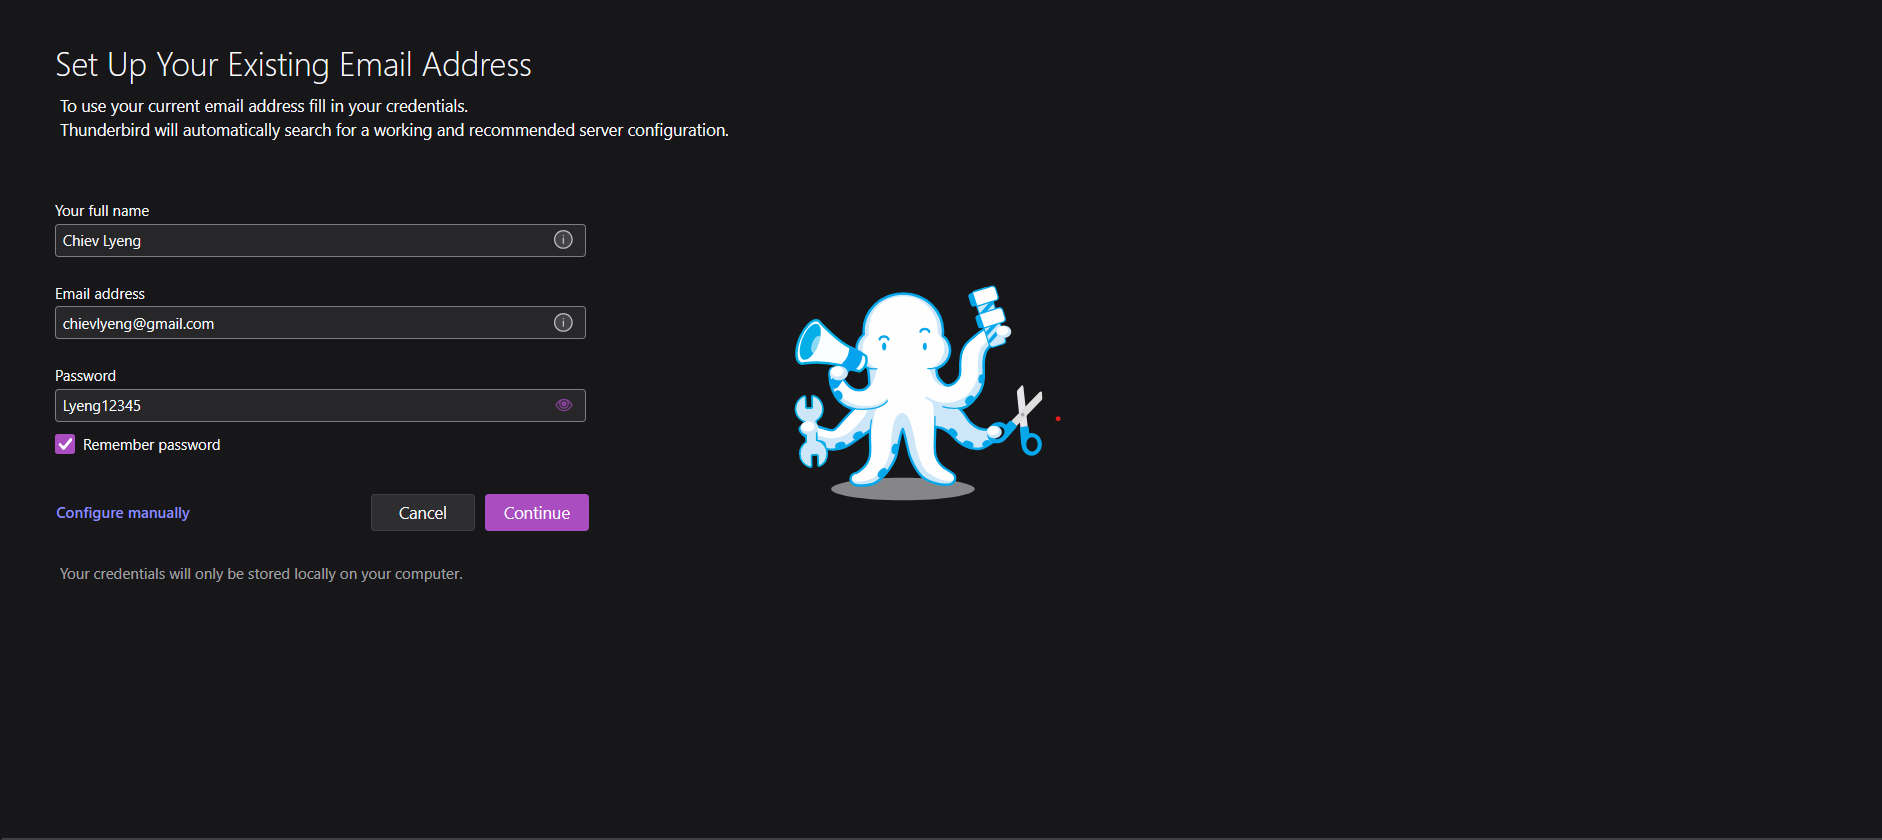 Set Up Your Existing Email Address
To use your current email address fill in your credentials.
Thunderbird will automatically search for a working and recommended server configuration.
Your full name
Chiev Lyeng
Email address
chievlyeng@gmail.com
Password
Lyeng12345
Remember password
Configure manually
Cancel
Continue
Your credentials will only be stored locally on your computer.